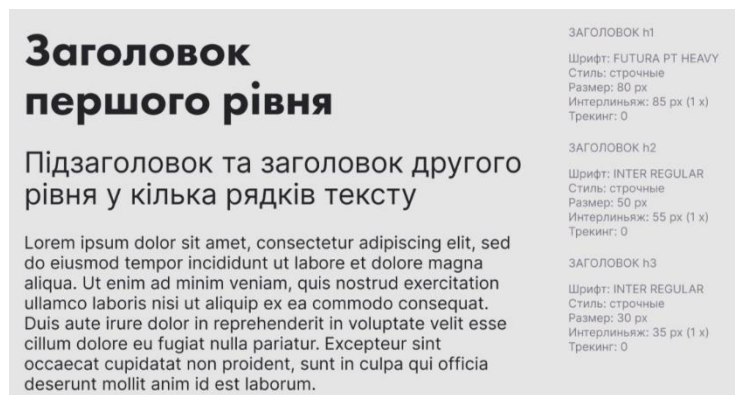 Заголовок
першого рівня
Підзаголовок та заголовок другого
рівня у кілька рядків тексту
Lorem ipsum dolor sit amet, consectetur adipiscing elit, sed
do eiusmod tempor incididunt ut labore et dolore magna
aliqua. Ut enim ad minim veniam, quis nostrud exercitation
ullamco laboris nisi ut aliquip ex ea commodo consequat.
Duis aute irure dolor in reprehenderit in voluptate velit esse
cillum dolore eu fugiat nulla pariatur. Excepteur sint
occaecat cupidatat non proident, sunt in culpa qui officia
deserunt mollit anim id est laborum.
ЗАГОЛОВОК h1
Шрифт: FUTURA PT HEAVY
Стиль: строчные
Размер: 80 px
Интерлиньяж: 85 px (1 x)
Трекинг: 0
ЗАГОЛОВОК h2
Шрифт: INTER REGULAR
Стиль: строчные
Размер: 50 px
Интерлиньяж: 55 px (1 x)
Трекинг: 0
ЗАГОЛОВОК h3
Шрифт: INTER REGULAR
Стиль: строчные
Размер: 30 px
Интерлиньяж: 35 px (1 x)
Трекинг: 0